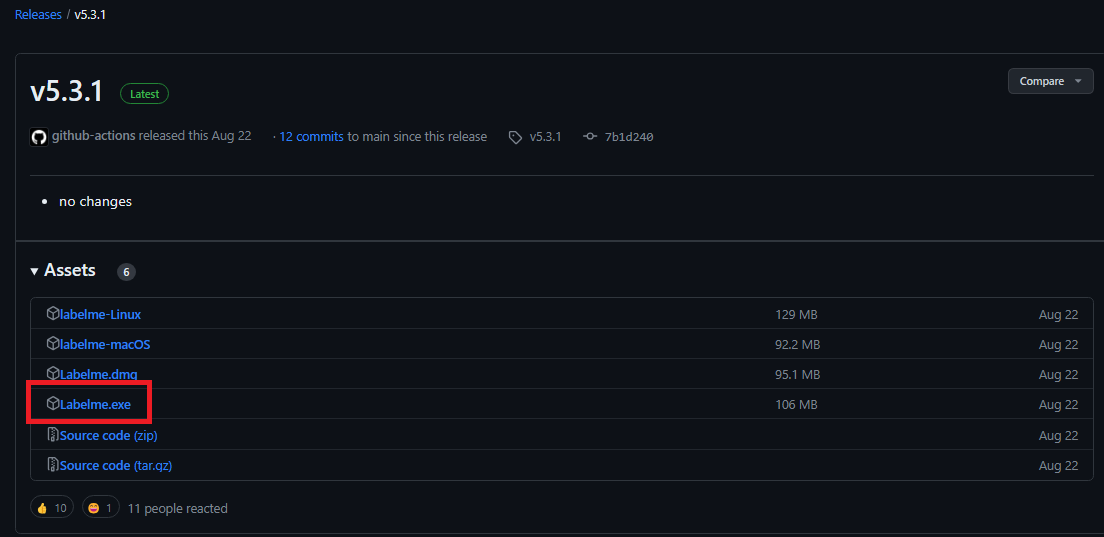 Releases / v5.3.1
v5.3.1 Latest Compare
github-actions released this Aug 22 · 12 commits to main since this release v5.3.1 7b1d240
no changes
Assets 6
labelme-Linux 129 MB Aug 22
labelme-macOS 92.2 MB Aug 22
Labelme.dmg 95.1 MB Aug 22
Labelme.exe 106 MB Aug 22
Source code (zip) Aug 22
Source code (tar.gz) Aug 22
10 1 11 people reacted